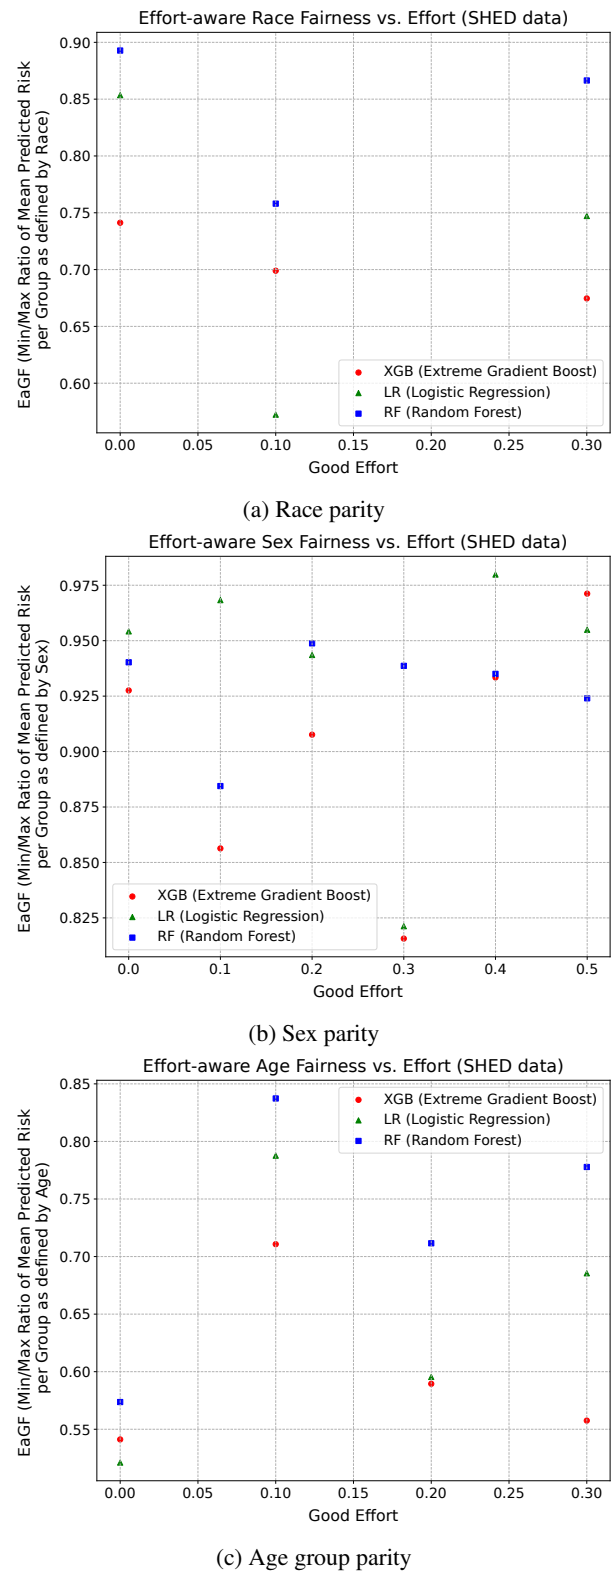 Effort-aware Race Fairness vs. Effort (SHED data)
EaGF (Min/Max Ratio of Mean Predicted Risk
per Group as defined by Race)
0.90
0.85
0.80
0.75
0.70
0.65
0.60
XGB (Extreme Gradient Boost)
LR (Logistic Regression)
RF (Random Forest)
0.00 0.05 0.10 0.15 0.20 0.25 0.30
Good Effort
(a) Race parity
Effort-aware Sex Fairness vs. Effort (SHED data)
EaGF (Min/Max Ratio of Mean Predicted Risk
per Group as defined by Sex)
0.975
0.950
0.925
0.900
0.875
0.850
0.825
XGB (Extreme Gradient Boost)
LR (Logistic Regression)
RF (Random Forest)
0.0 0.1 0.2 0.3 0.4 0.5
Good Effort
(b) Sex parity
Effort-aware Age Fairness vs. Effort (SHED data)
EaGF (Min/Max Ratio of Mean Predicted Risk
per Group as defined by Age)
0.85
0.80
0.75
0.70
0.65
0.60
0.55
XGB (Extreme Gradient Boost)
LR (Logistic Regression)
RF (Random Forest)
0.00 0.05 0.10 0.15 0.20 0.25 0.30
Good Effort
(c) Age group parity